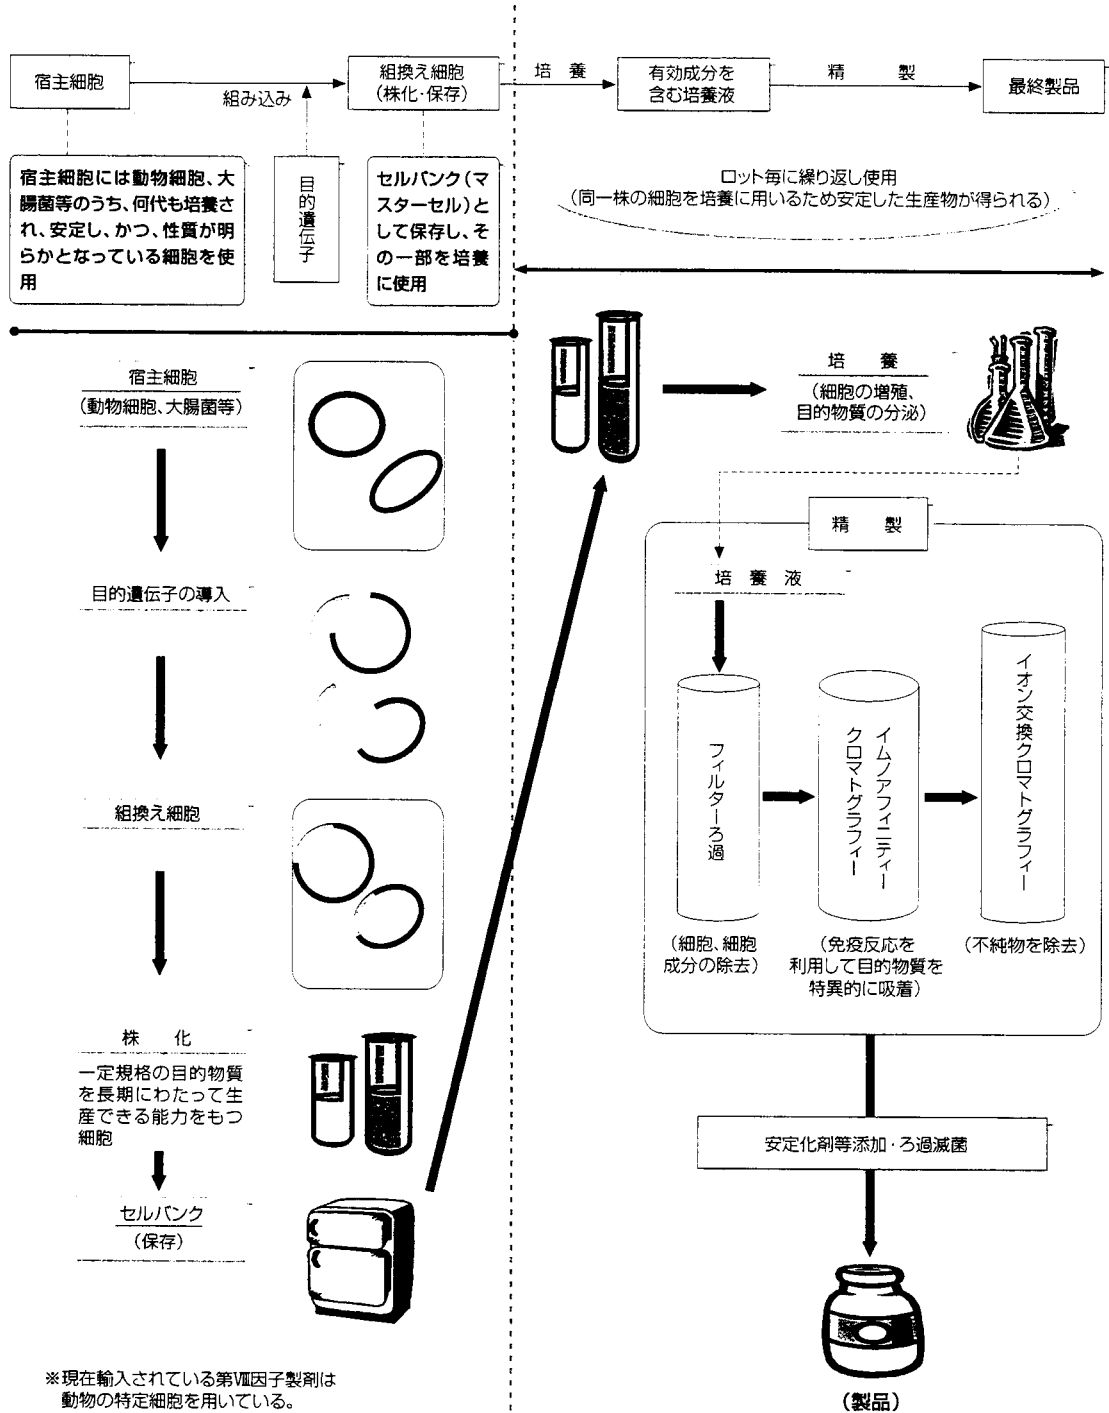 宿主細胞
組み込み
組換え細胞
(株化・保存)
培　養
有効成分を
含む培養液
精　製
最終製品
宿主細胞には動物細胞、大
腸菌等のうち、何代も培養さ
れ、安定し、かつ、性質が明
らかとなっている細胞を使
用
目的遺伝子
セルバンク(マ
スターセル)と
して保存し、そ
の一部を培養
に使用
ロット毎に繰り返し使用
(同一株の細胞を培養に用いるため安定した生産物が得られる)
宿主細胞
(動物細胞、大腸菌等)
目的遺伝子の導入
組換え細胞
株　化
一定規格の目的物質
を長期にわたって生
産できる能力をもつ
細胞
セルバンク
(保存)
※現在輸入されている第Ⅷ因子製剤は
動物の特定細胞を用いている。
培　養
(細胞の増殖、
目的物質の分泌)
精　製
培　養　液
フィルターろ過
(細胞、細胞
成分の除去)
イムノアフィニティー
クロマトグラフィー
(免疫反応を
利用して目的物質を
特異的に吸着)
イオン交換クロマトグラフィー
(不純物を除去)
安定化剤等添加・ろ過滅菌
(製品)